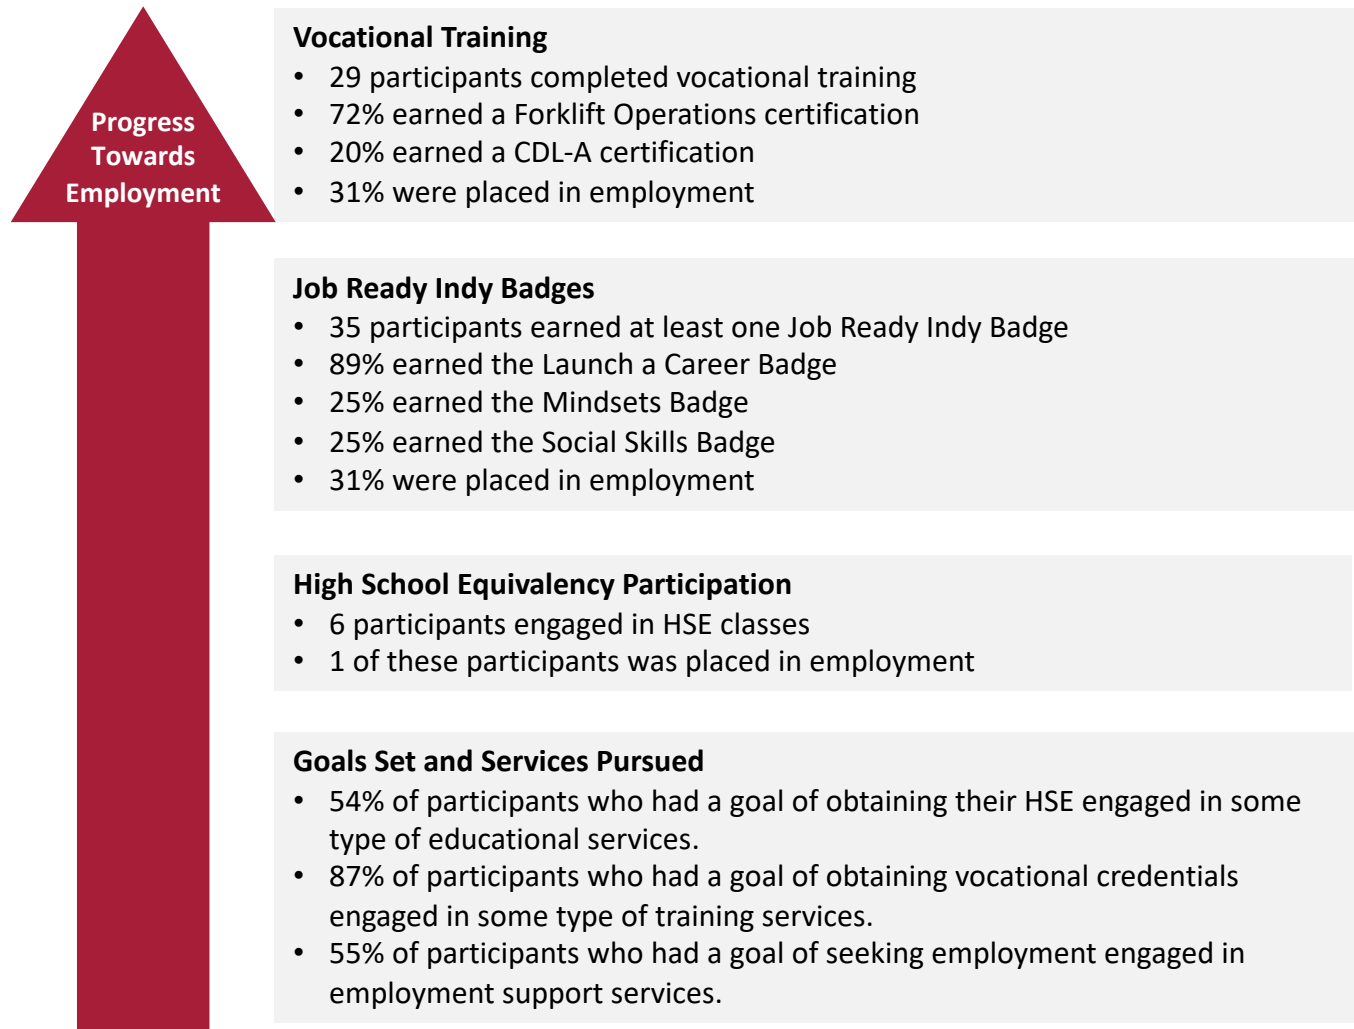 Progress
Towards
Employment
Vocational Training
• 29 participants completed vocational training
• 72% earned a Forklift Operations certification
• 20% earned a CDL-A certification
• 31% were placed in employment
Job Ready Indy Badges
• 35 participants earned at least one Job Ready Indy Badge
• 89% earned the Launch a Career Badge
• 25% earned the Mindsets Badge
• 25% earned the Social Skills Badge
• 31% were placed in employment
High School Equivalency Participation
• 6 participants engaged in HSE classes
• 1 of these participants was placed in employment
Goals Set and Services Pursued
• 54% of participants who had a goal of obtaining their HSE engaged in some
type of educational services.
• 87% of participants who had a goal of obtaining vocational credentials
engaged in some type of training services.
• 55% of participants who had a goal of seeking employment engaged in
employment support services.